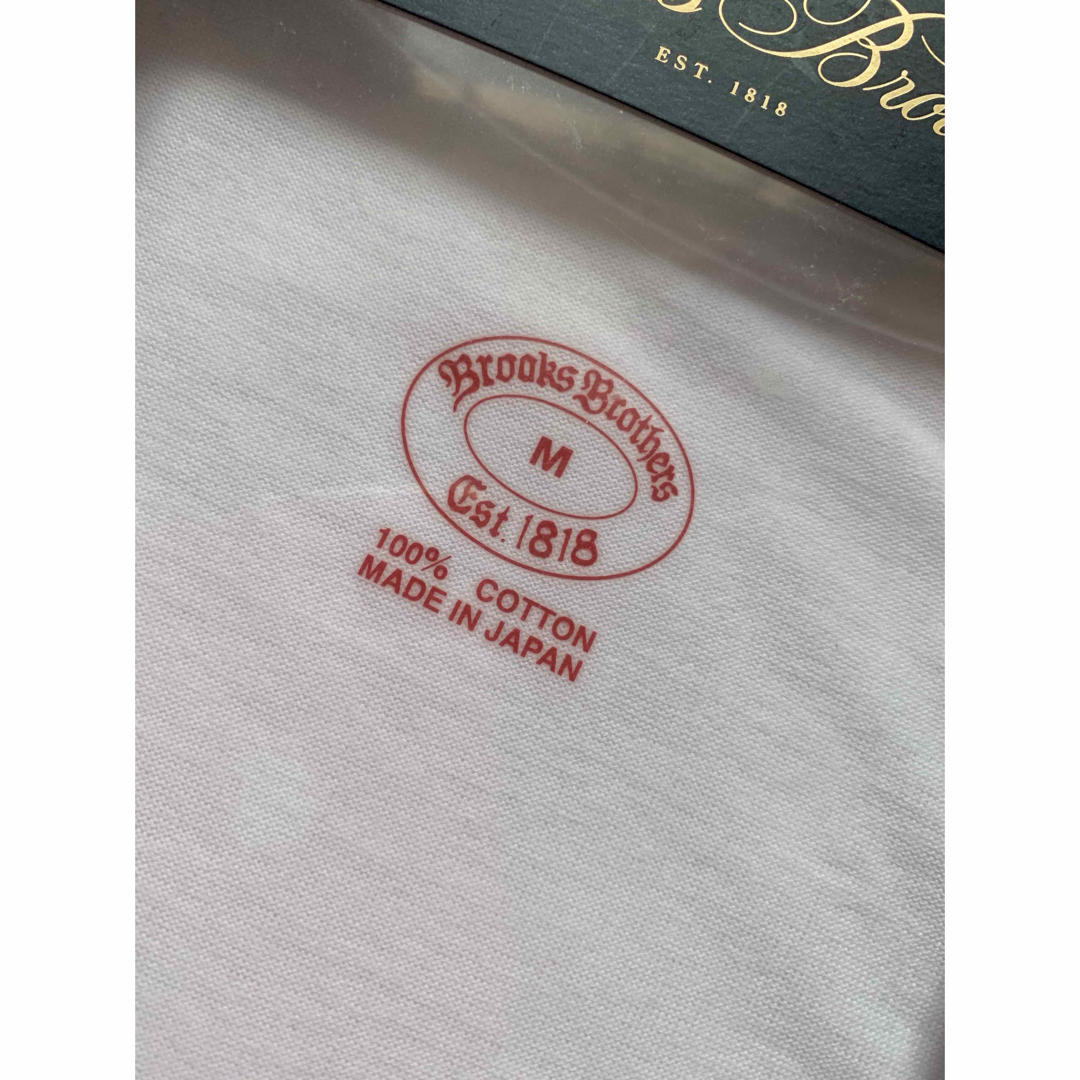 EST. 1818
Brooks Brothers
M
Est. 1818
100% COTTON
MADE IN JAPAN